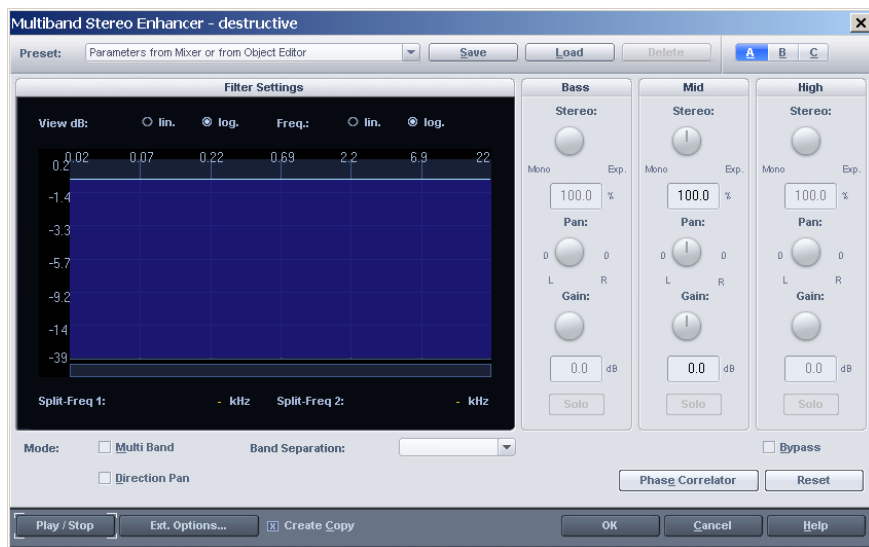 Multiband Stereo Enhancer - destructive
Preset: Parameters from Mixer or from Object Editor Save Load Delete A B C
Filter Settings
View dB: lin. log. Freq.: lin. log.
0.02 0.07 0.22 0.69 2.2 6.9 22
0.2
-1.4
-3.3
-5.7
-9.2
-14
-39
Split-Freq 1: - kHz Split-Freq 2: - kHz
Bass
Stereo:
Mono Exp.
100.0 %
Pan:
0 0
L R
Gain:
0.0 dB
Solo
Mid
Stereo:
Mono Exp.
100.0 %
Pan:
0 0
L R
Gain:
0.0 dB
Solo
High
Stereo:
Mono Exp.
100.0 %
Pan:
0 0
L R
Gain:
0.0 dB
Solo
Mode: Multi Band Band Separation: Bypass
Direction Pan Phase Correlator Reset
Play / Stop Ext. Options... x Create Copy OK Cancel Help